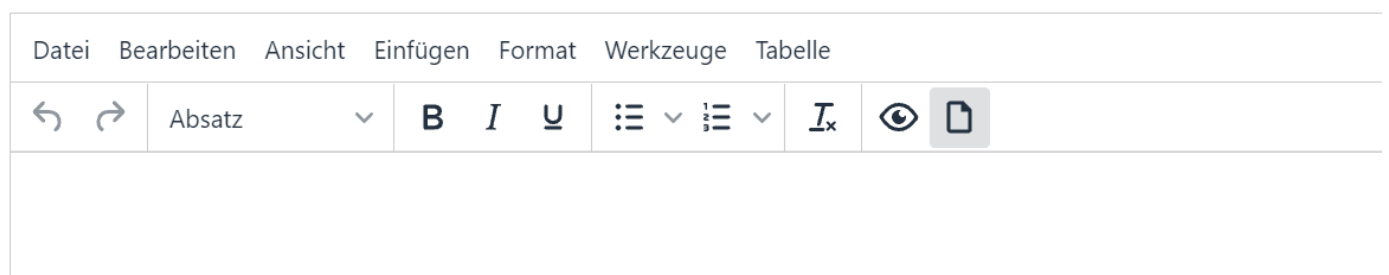 Datei Bearbeiten Ansicht Einfügen Format Werkzeuge Tabelle
Absatz B I U